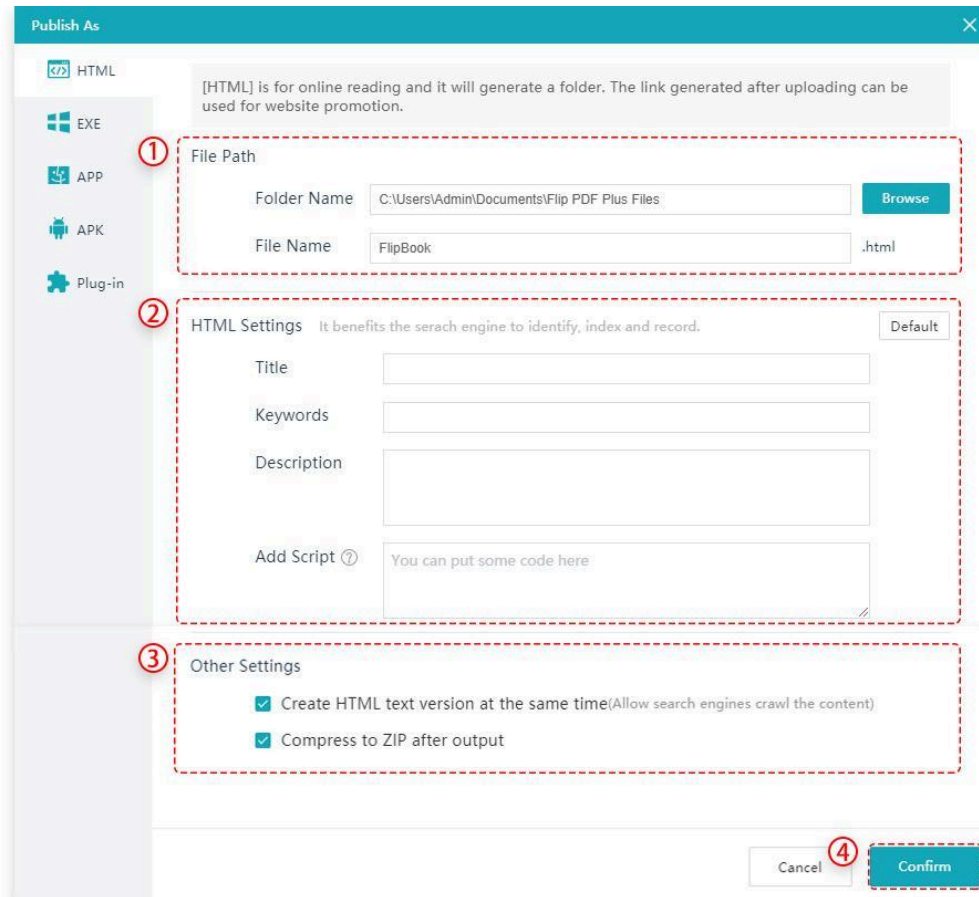 Publish As
HTML
EXE
APP
APK
Plug-in
[HTML] is for online reading and it will generate a folder. The link generated after uploading can be
used for website promotion.
①
File Path
Folder Name C:\Users\Admin\Documents\Flip PDF Plus Files Browse
File Name FlipBook .html
②
HTML Settings It benefits the serach engine to identify, index and record. Default
Title
Keywords
Description
Add Script ? You can put some code here
③
Other Settings
Create HTML text version at the same time(Allow search engines crawl the content)
Compress to ZIP after output
Cancel ④ Confirm